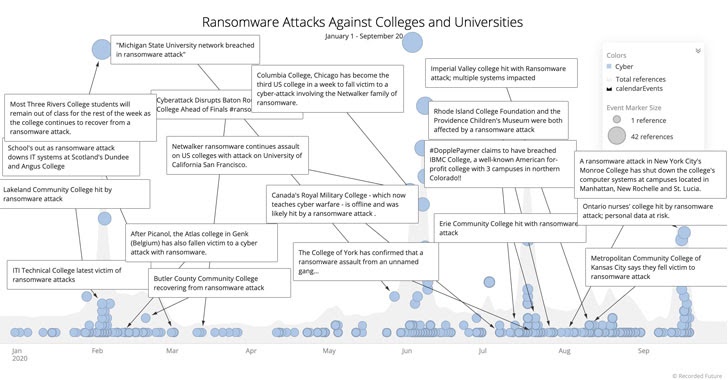 Ransomware Attacks Against Colleges and Universities
January 1 - September 20
"Michigan State University network breached
in ransomware attack"
Most Three Rivers College students will
remain out of class for the rest of the week as
the college continues to recover from a
ransomware attack.
Cyberattack Disrupts Baton Ro
College Ahead of Finals #ranso
Columbia College, Chicago has become the
third US college in a week to fall victim to a
cyber-attack involving the Netwalker family of
ransomware.
Imperial Valley college hit with Ransomware
attack; multiple systems impacted
Colors
Cyber
Total references
calendarEvents
Event Marker Size
1 reference
42 references
School's out as ransomware attack
downs IT systems at Scotland's Dundee
and Angus College
Netwalker ransomware continues assault
on US colleges with attack on University of
California San Francisco.
Rhode Island College Foundation and the
Providence Children's Museum were both
affected by a ransomware attack
#DopplePaymer claims to have breached
IBMC College, a well-known American for-
profit college with 3 campuses in northern
Colorado!!
A ransomware attack in New York City's
Monroe College has shut down the college's
computer systems at campuses located in
Manhattan, New Rochelle and St. Lucia.
Lakeland Community College hit by
ransomware attack
Canada's Royal Military College - which now
teaches cyber warfare - is offline and was
likely hit by a ransomware attack .
Ontario nurses' college hit by ransomware
attack; personal data at risk.
After Picanol, the Atlas college in Genk
(Belgium) has also fallen victim to a cyber
attack with ransomware.
Erie Community College hit with ransomware
attack
The College of York has confirmed that a
ransomware assault from an unnamed
gang...
Metropolitan Community College of
Kansas City says they fell victim to
ransomware attack
ITI Technical College latest victim of
ransomware attacks
Butler County Community College
recovering from ransomware attack
Jan
2020
Feb
Mar
Apr
May
Jun
Jul
Aug
Sep
© Recorded Future